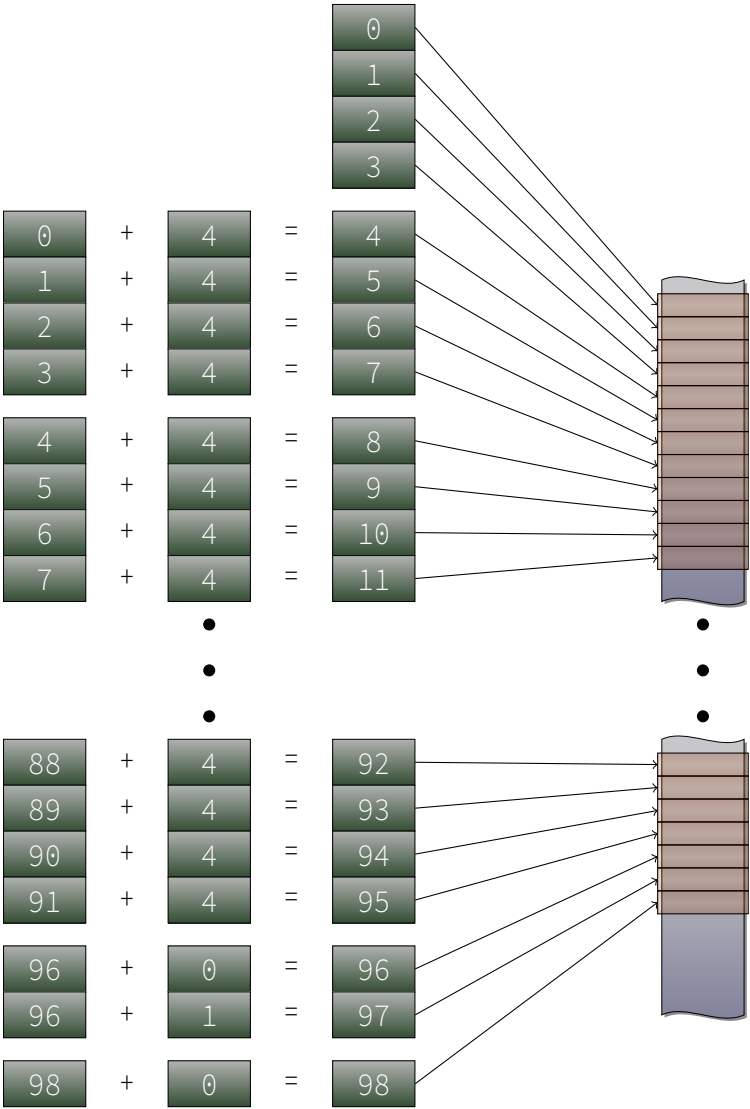 0
1
2
3
0 + 4 = 4
1 + 4 = 5
2 + 4 = 6
3 + 4 = 7
4 + 4 = 8
5 + 4 = 9
6 + 4 = 10
7 + 4 = 11
88 + 4 = 92
89 + 4 = 93
90 + 4 = 94
91 + 4 = 95
96 + 0 = 96
96 + 1 = 97
98 + 0 = 98